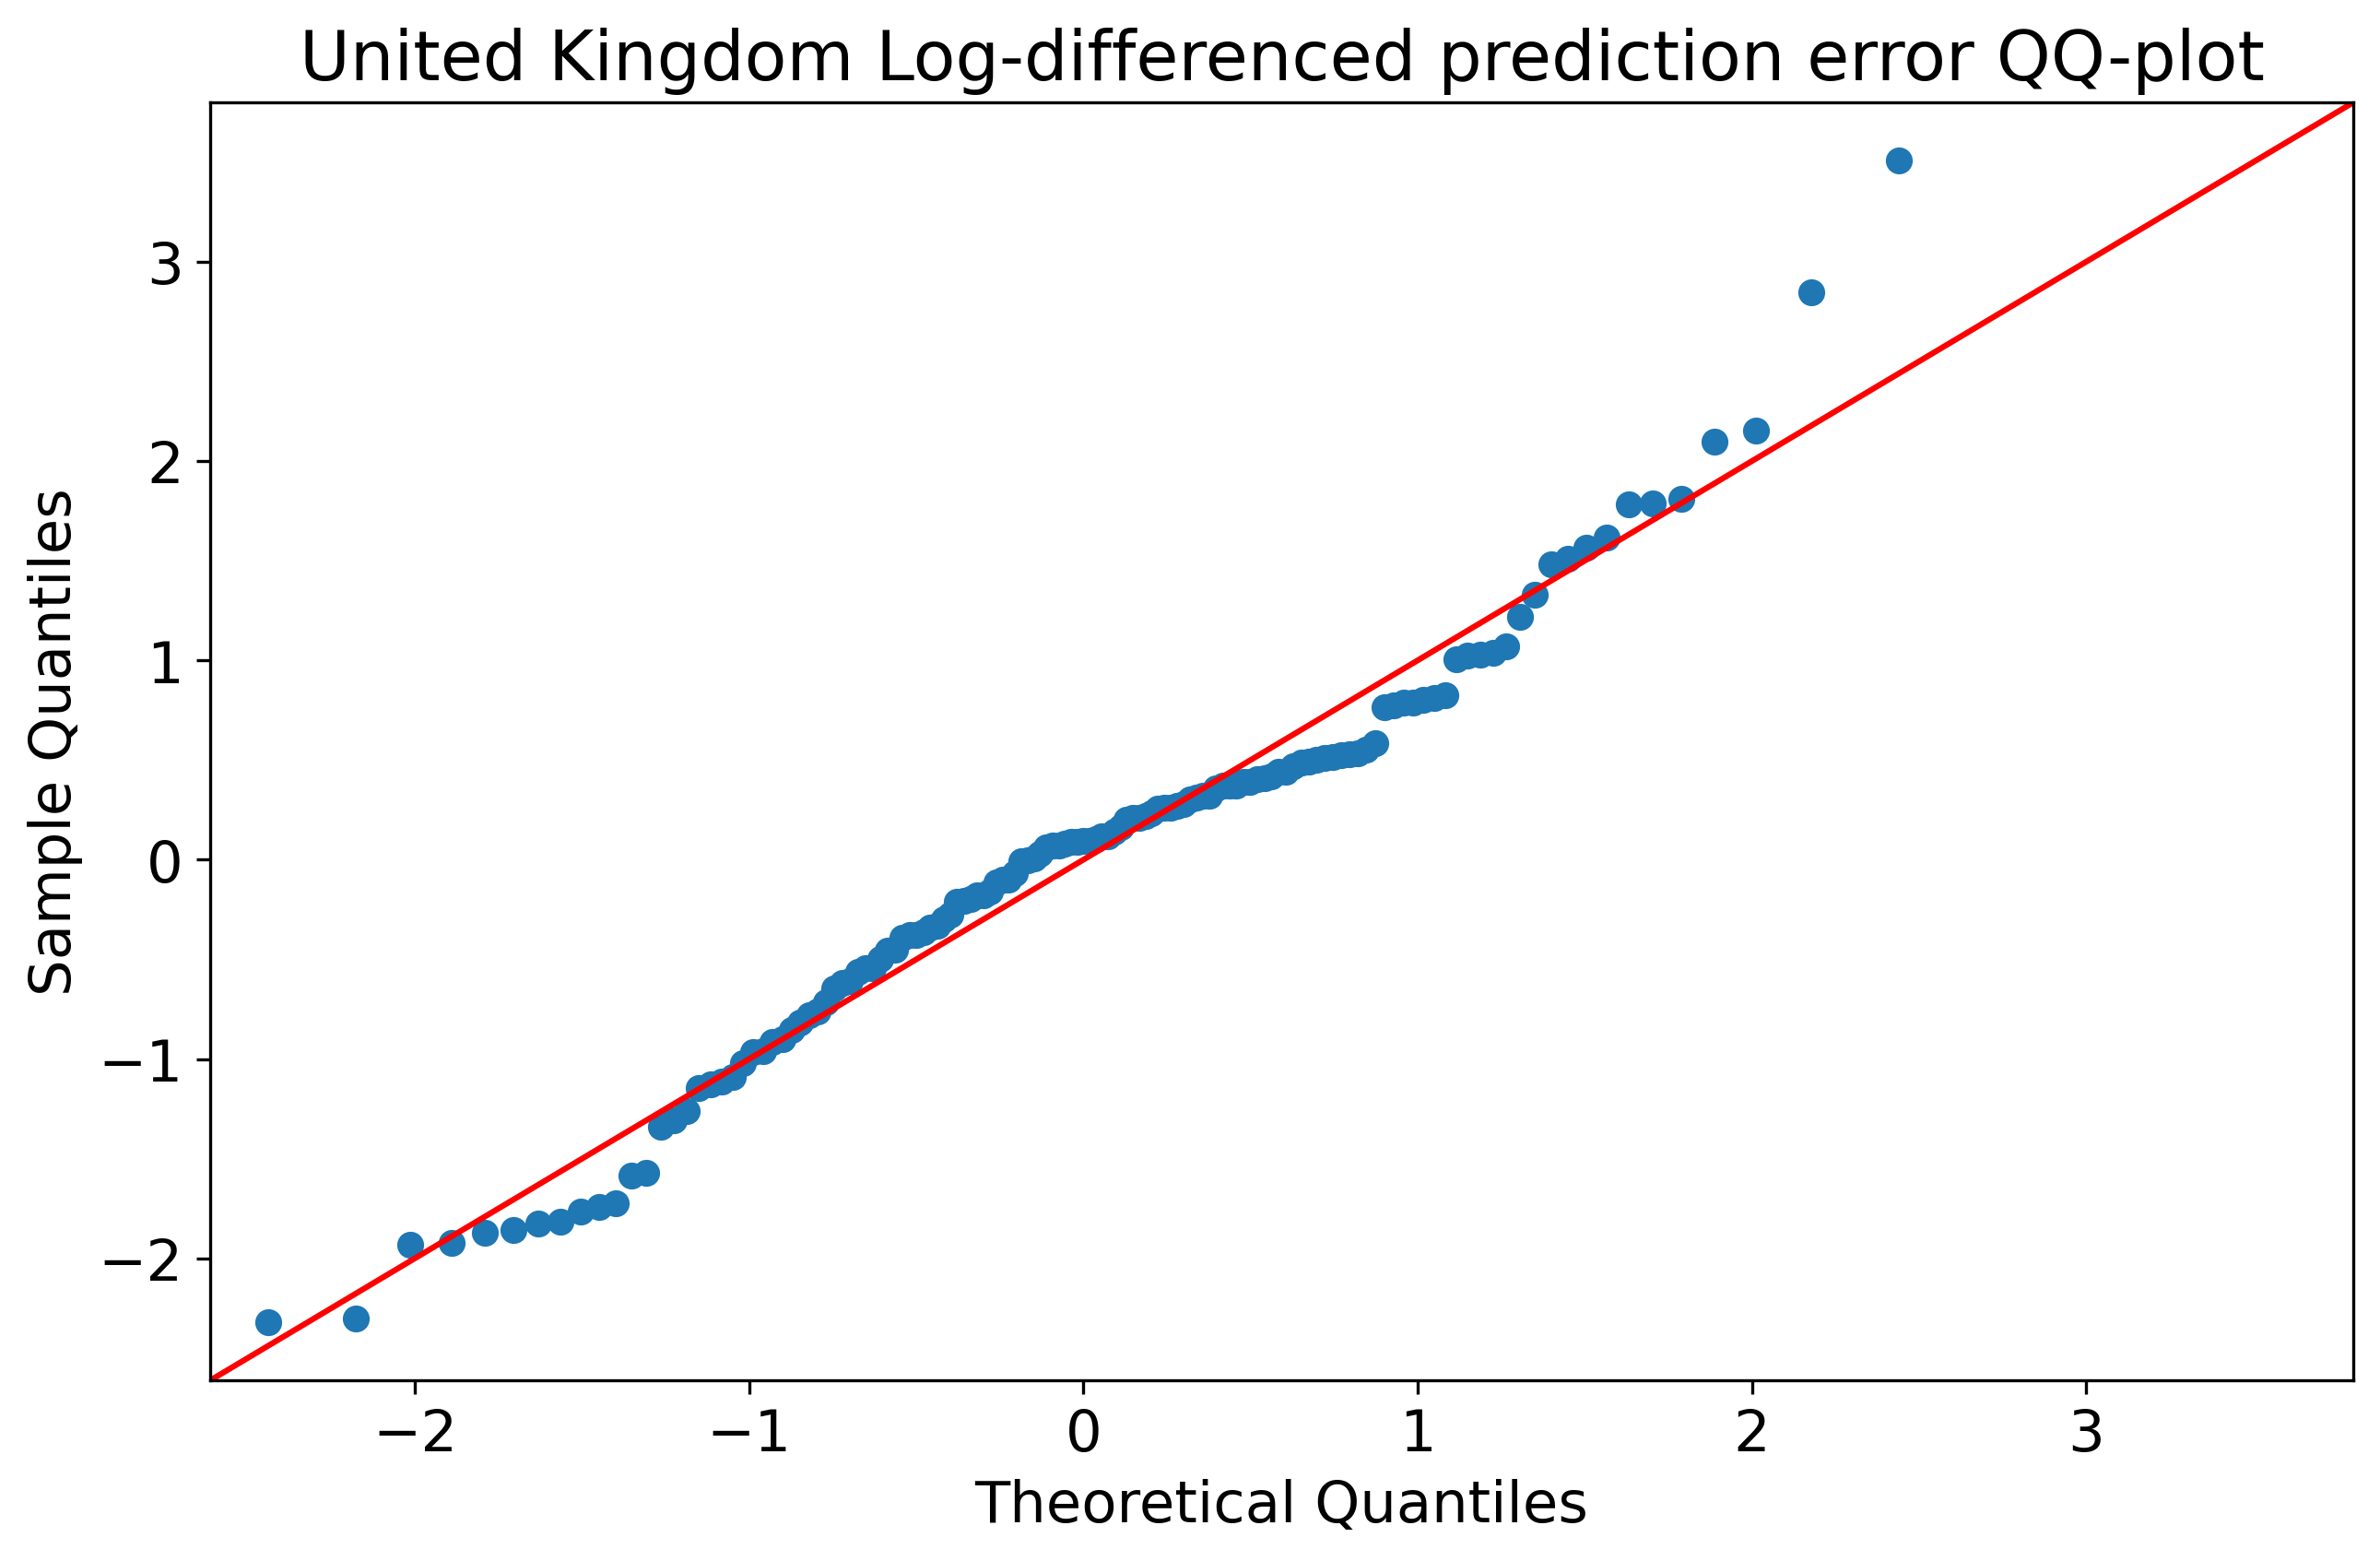 United Kingdom Log-differenced prediction error QQ-plot
3
2
1
0
−1
−2
Sample Quantiles
−2 −1 0 1 2 3
Theoretical Quantiles